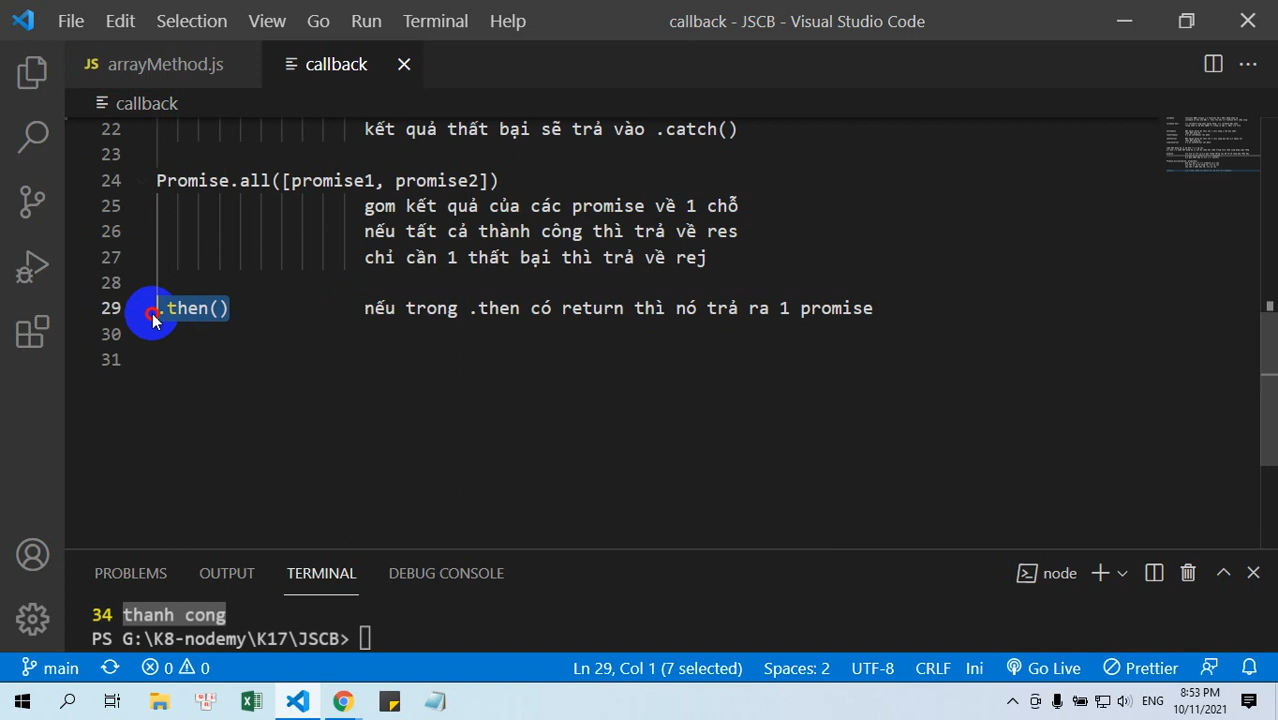 File Edit Selection View Go Run Terminal Help callback - JSCB - Visual Studio Code
JS arrayMethod.js callback
callback
22 kết quả thất bại sẽ trả vào .catch()
23
24 Promise.all([promise1, promise2])
25 gom kết quả của các promise về 1 chỗ
26 nếu tất cả thành công thì trả về res
27 chỉ cần 1 thất bại thì trả về rej
28
29 .then() nếu trong .then có return thì nó trả ra 1 promise
30
31
PROBLEMS OUTPUT TERMINAL DEBUG CONSOLE node
34 thanh cong
PS G:\K8-nodemy\K17\JSCB>
main 0 0 Ln 29, Col 1 (7 selected) Spaces: 2 UTF-8 CRLF Ini Go Live Prettier
ENG 8:53 PM
10/11/2021